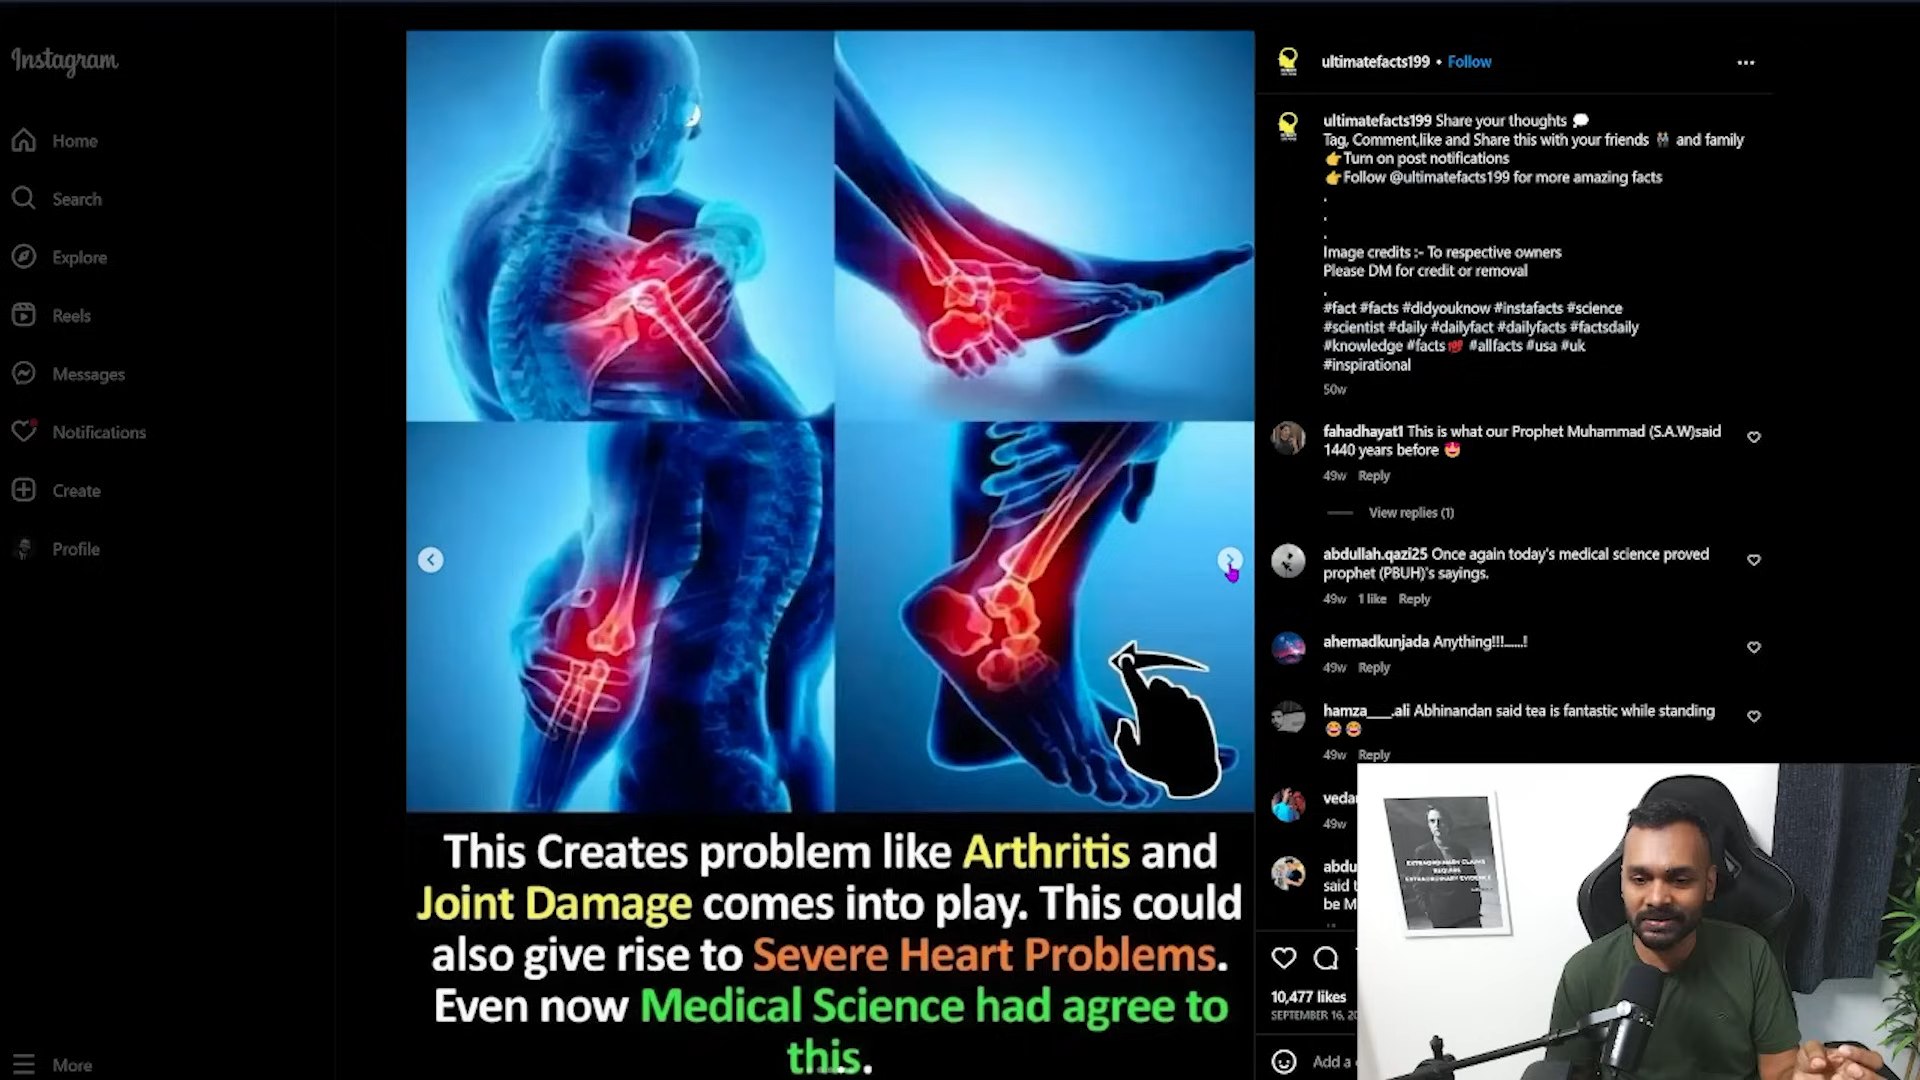 Instagram
Home
Search
Explore
Reels
Messages
Notifications
Create
Profile
More
This Creates problem like Arthritis and
Joint Damage comes into play. This could
also give rise to Severe Heart Problems.
Even now Medical Science had agree to
this.
ultimatefacts199 • Follow
ultimatefacts199 Share your thoughts 💭
Tag, Comment,like and Share this with your friends 👬 and family
👉Turn on post notifications
👉Follow @ultimatefacts199 for more amazing facts
.
.
.
Image credits :- To respective owners
Please DM for credit or removal
.
#fact #facts #didyouknow #instafacts #science
#scientist #daily #dailyfact #dailyfacts #factsdaily
#knowledge #facts💯 #allfacts #usa #uk
#inspirational
50w
fahadhayat1 This is what our Prophet Muhammad (S.A.W)said
1440 years before 😍
49w Reply
View replies (1)
abdullah.qazi25 Once again today's medical science proved
prophet (PBUH)'s sayings.
49w 1 like Reply
ahemadkunjada Anything!!!......!
49w Reply
hamza___.ali Abhinandan said tea is fantastic while standing
😂😂
49w Reply
veda
49w
abdu
said t
be M
10,477 likes
SEPTEMBER 16, 20
Add a
EXTRAORDINARY CLAIMS
REQUIRE
EXTRAORDINARY EVIDENCE